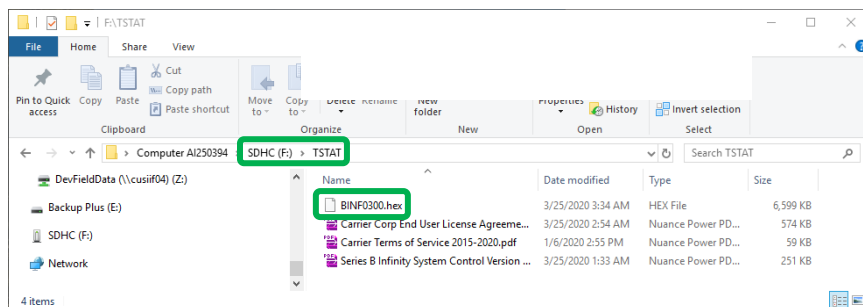 F:\TSTAT
File Home Share View
Pin to Quick access
Copy
Paste
Cut
Copy path
Paste shortcut
Move to
Copy to
Delete Rename
New folder
Properties
History
Invert selection
Clipboard Organize New Open Select
Computer AI250394 SDHC (F:) > TSTAT
Search TSTAT
DevFieldData (\\cusiif04) (Z:)
Backup Plus (E:)
SDHC (F:)
Network
Name Date modified Type Size
BINF0300.hex 3/25/2020 3:34 AM HEX File 6,599 KB
Carrier Corp End User License Agreeme... 3/25/2020 2:54 AM Nuance Power PD... 574 KB
Carrier Terms of Service 2015-2020.pdf 1/6/2020 2:55 PM Nuance Power PD... 59 KB
Series B Infinity System Control Version ... 3/25/2020 1:33 AM Nuance Power PD... 251 KB
4 items